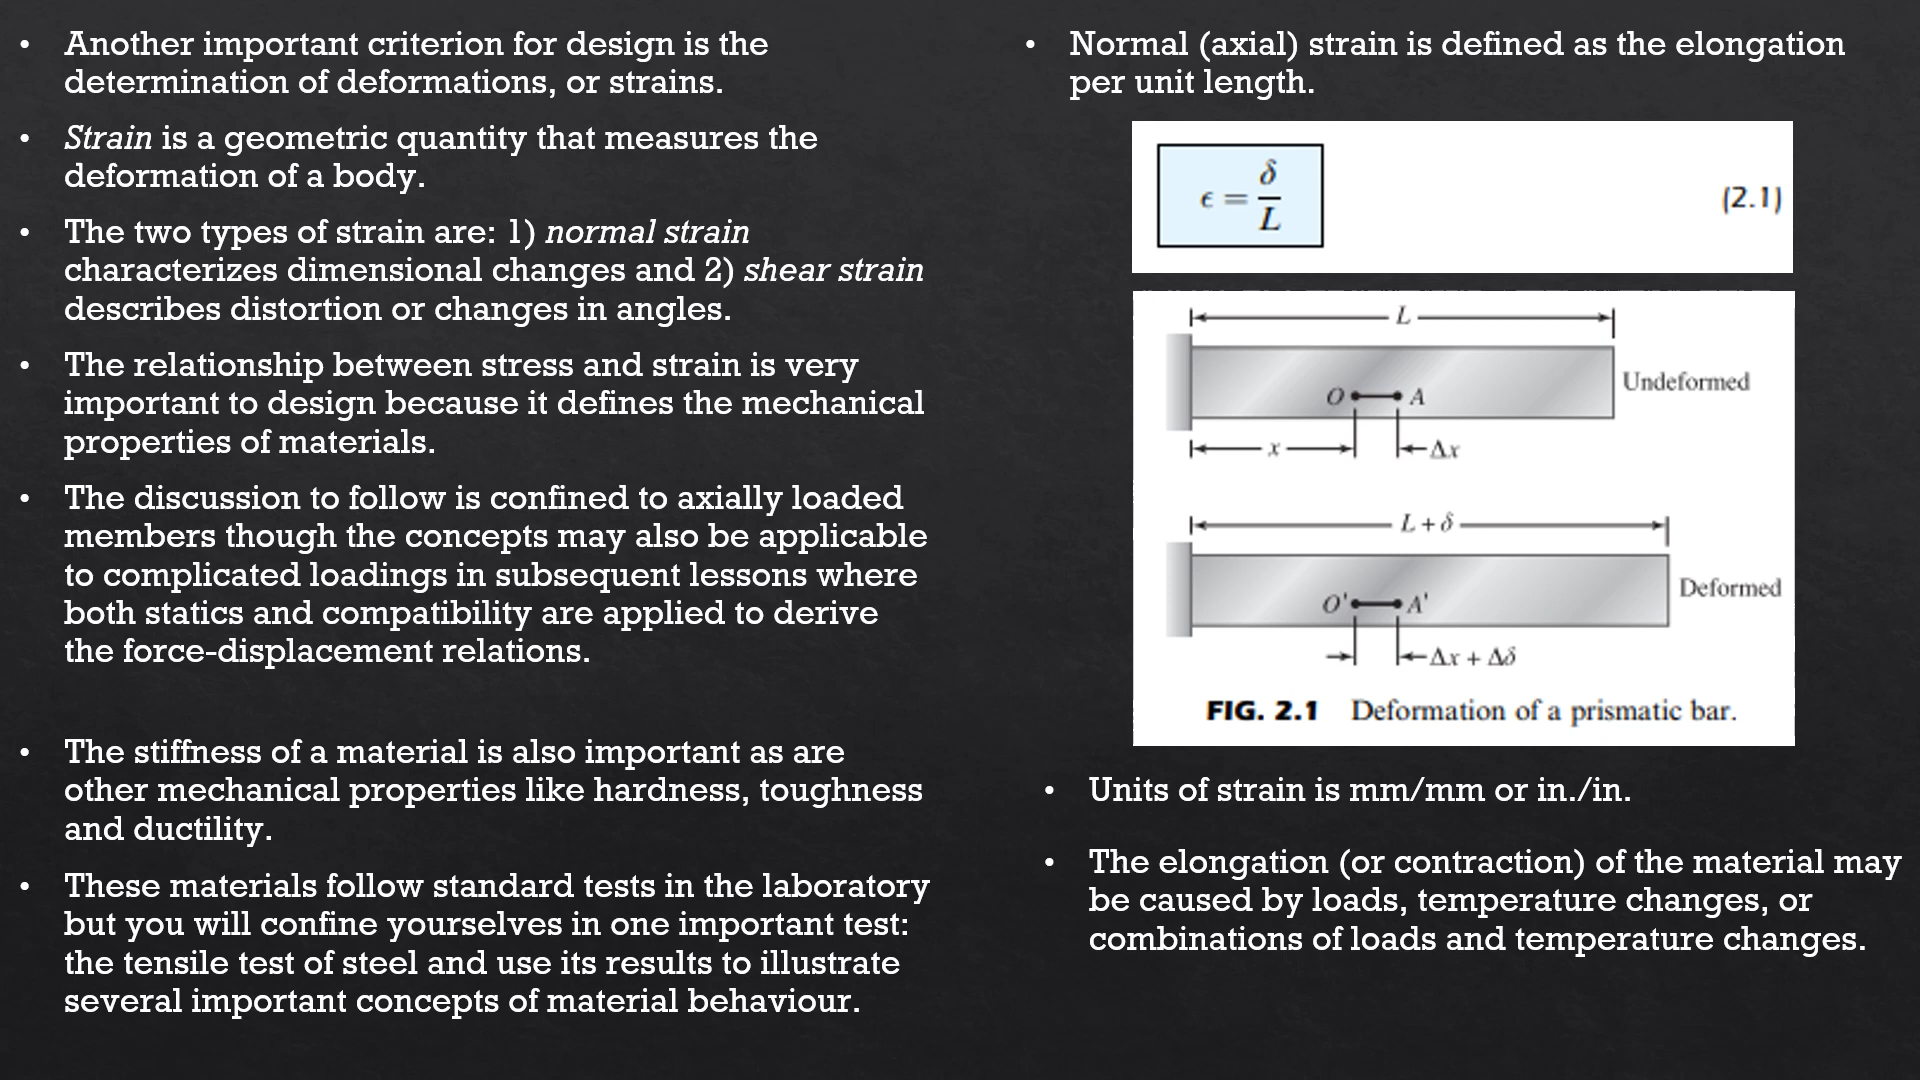 • Another important criterion for design is the
determination of deformations, or strains.
• Strain is a geometric quantity that measures the
deformation of a body.
• The two types of strain are: 1) normal strain
characterizes dimensional changes and 2) shear strain
describes distortion or changes in angles.
• The relationship between stress and strain is very
important to design because it defines the mechanical
properties of materials.
• The discussion to follow is confined to axially loaded
members though the concepts may also be applicable
to complicated loadings in subsequent lessons where
both statics and compatibility are applied to derive
the force-displacement relations.
• The stiffness of a material is also important as are
other mechanical properties like hardness, toughness
and ductility.
• These materials follow standard tests in the laboratory
but you will confine yourselves in one important test:
the tensile test of steel and use its results to illustrate
several important concepts of material behaviour.
• Normal (axial) strain is defined as the elongation
per unit length.
ϵ = δ/L (2.1)
L
Undeformed
O A
x Δx
L + δ
Deformed
O' A'
Δx + Δδ
FIG. 2.1 Deformation of a prismatic bar.
• Units of strain is mm/mm or in./in.
• The elongation (or contraction) of the material may
be caused by loads, temperature changes, or
combinations of loads and temperature changes.